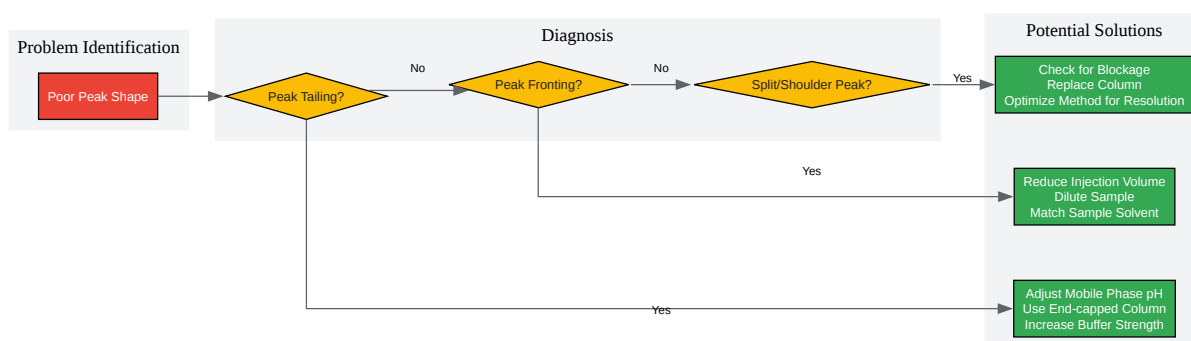 Problem Identification
Poor Peak Shape
Diagnosis
Peak Tailing?
No
Peak Fronting?
No
Split/Shoulder Peak?
Yes
Yes
Yes
Potential Solutions
Check for Blockage
Replace Column
Optimize Method for Resolution
Reduce Injection Volume
Dilute Sample
Match Sample Solvent
Adjust Mobile Phase pH
Use End-capped Column
Increase Buffer Strength